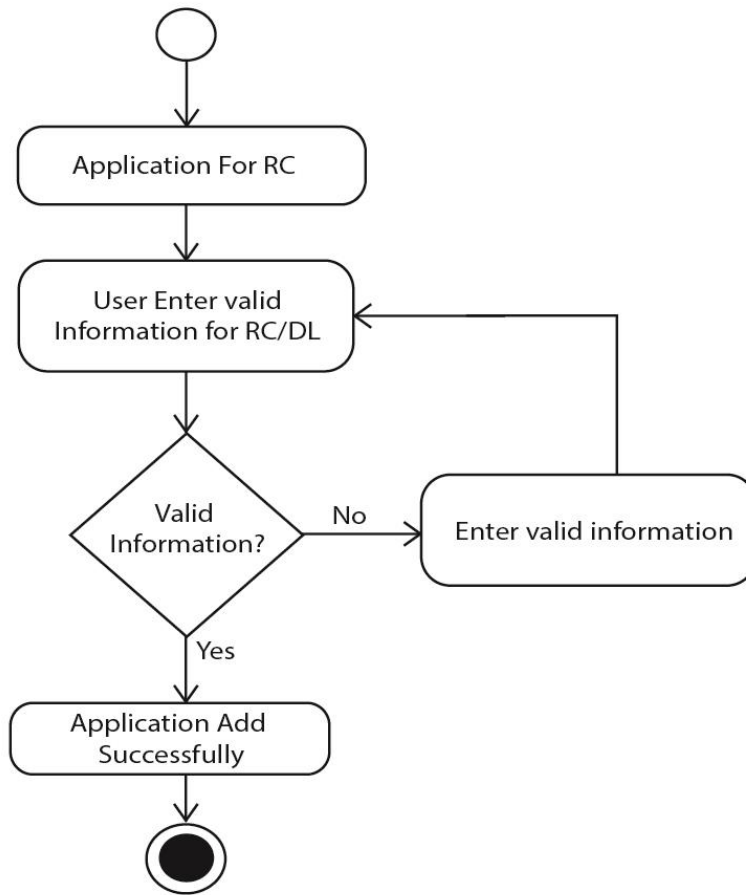 Application For RC
User Enter valid
Information for RC/DL
Valid
Information?
No
Enter valid information
Yes
Application Add
Successfully